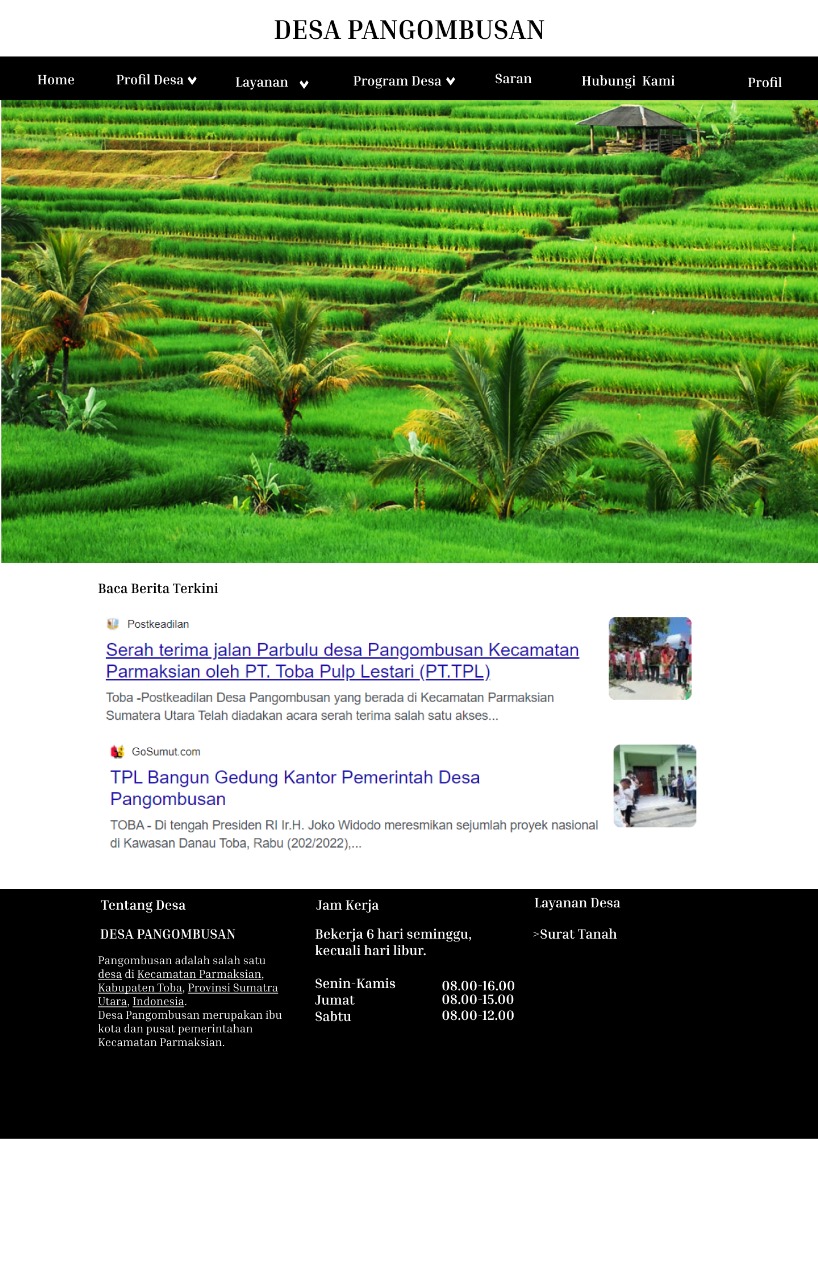 DESA PANGOMBUSAN
Home Profil Desa Layanan Program Desa Saran Hubungi Kami Profil
Baca Berita Terkini
Postkeadilan
Serah terima jalan Parbulu desa Pangombusan Kecamatan
Parmaksian oleh PT. Toba Pulp Lestari (PT.TPL)
Toba -Postkeadilan Desa Pangombusan yang berada di Kecamatan Parmaksian
Sumatera Utara Telah diadakan acara serah terima salah satu akses...
GoSumut.com
TPL Bangun Gedung Kantor Pemerintah Desa
Pangombusan
TOBA - Di tengah Presiden RI Ir.H. Joko Widodo meresmikan sejumlah proyek nasional
di Kawasan Danau Toba, Rabu (202/2022),...
Tentang Desa
DESA PANGOMBUSAN
Pangombusan adalah salah satu
desa di Kecamatan Parmaksian,
Kabupaten Toba, Provinsi Sumatra
Utara, Indonesia.
Desa Pangombusan merupakan ibu
kota dan pusat pemerintahan
Kecamatan Parmaksian.
Jam Kerja
Bekerja 6 hari seminggu,
kecuali hari libur.
Senin-Kamis 08.00-16.00
Jumat 08.00-15.00
Sabtu 08.00-12.00
Layanan Desa
>Surat Tanah